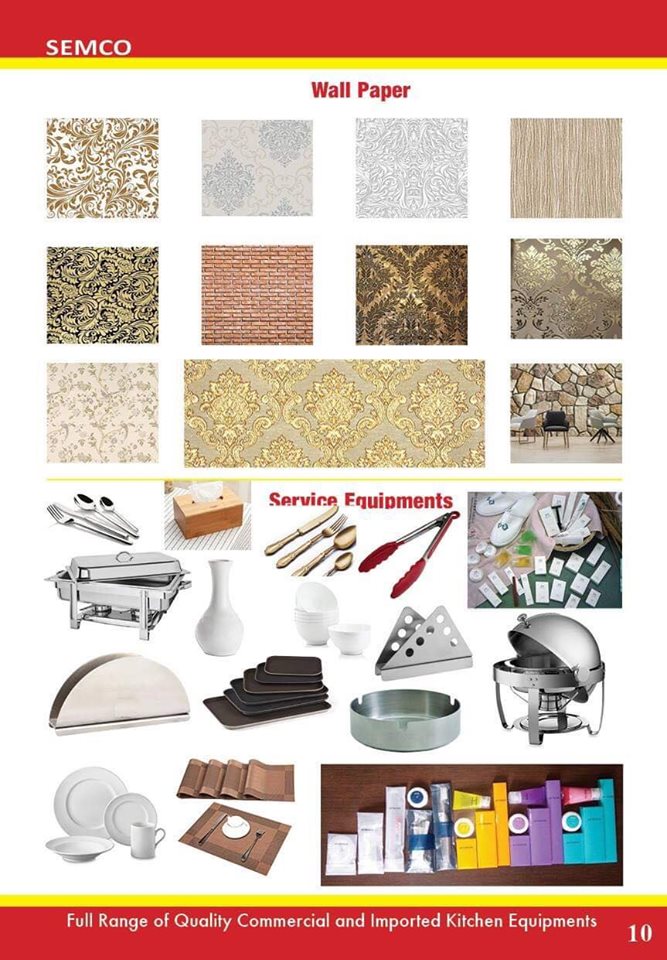 SEMCO
Wall Paper
Service Equipments
Full Range of Quality Commercial and Imported Kitchen Equipments
10